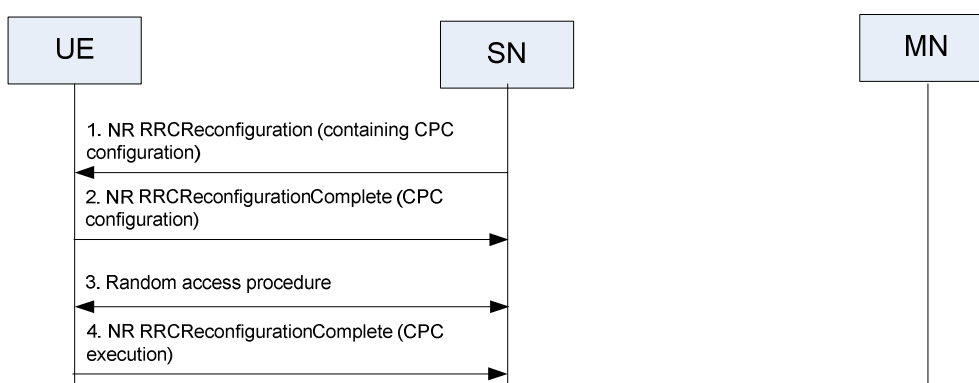 UE
SN
MN
1. NR RRCReconfiguration (containing CPC
configuration)
2. NR RRCReconfigurationComplete (CPC
configuration)
3. Random access procedure
4. NR RRCReconfigurationComplete (CPC
execution)